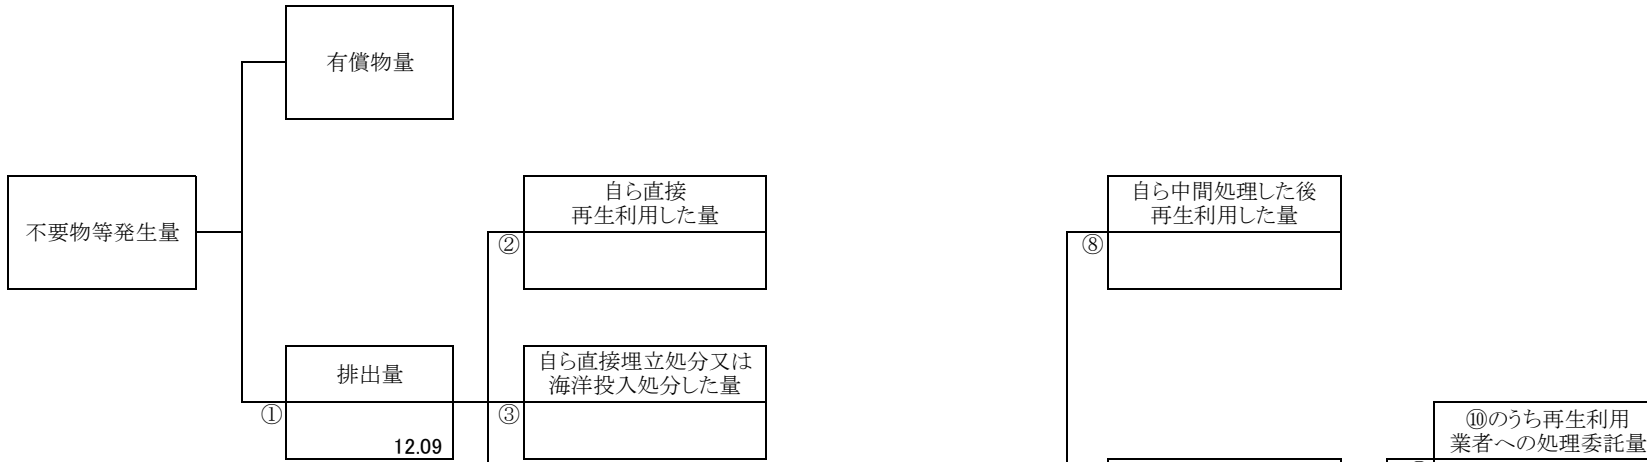 有償物量
不要物等発生量
自ら直接
再生利用した量
②
自ら中間処理した後
再生利用した量
⑧
排出量
①
12.09
自ら直接埋立処分又は
海洋投入処分した量
③
⑩のうち再生利用
業者への処理委託量